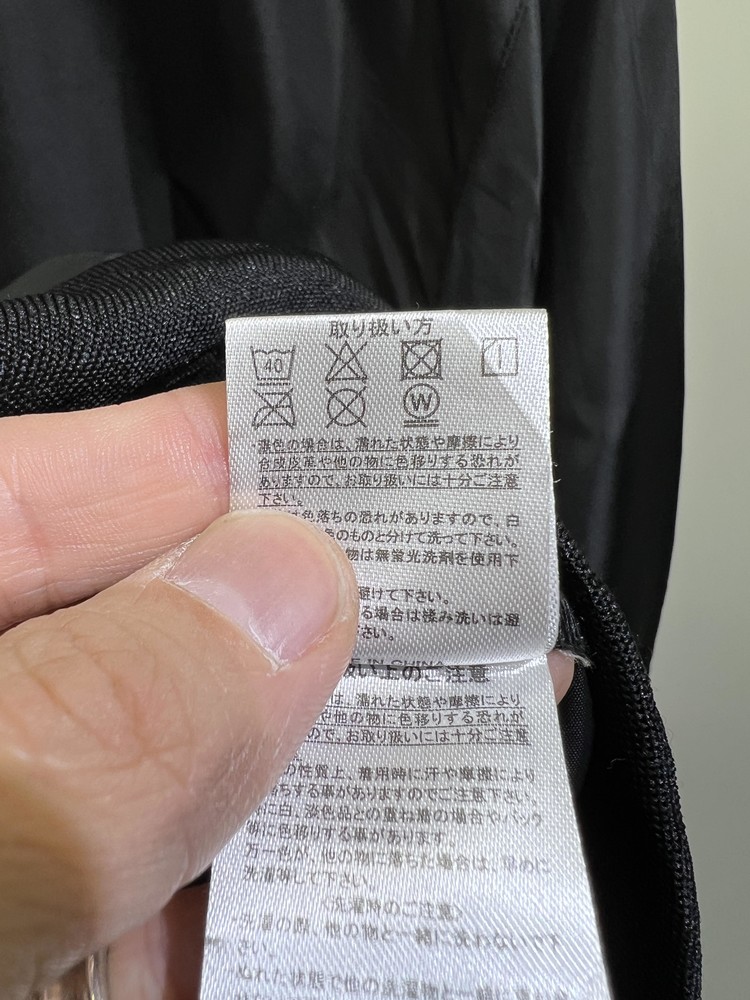 取り扱い方
40
W
・濃色の場合は、濡れた状態や摩擦により
合成皮革や他の物に色移りする恐れが
ありますので、お取り扱いには十分ご注意
下さい。
色落ちの恐れがありますので、白
のものと分けて洗って下さい。
物は無蛍光洗剤を使用下
避けて下さい。
る場合は揉み洗いは避
さい。
IN CHINA
扱い上のご注意
は、濡れた状態や摩擦により
や他の物に色移りする恐れが
ので、お取り扱いには十分ご注意
の性質上、着用時に汗や摩擦により
落ちする事がありますのでご注意下さい。
に白、淡色品との重ね着の場合やバック
等に色移りする事があります
万一色が、他の物に落ちた場合は、早めに
洗濯等して下さい。
<洗濯時のご注意>
・洗濯の際、他の物と一緒に洗わないで下
さい。
・ぬれた状態で他の洗濯物と一緒に洗